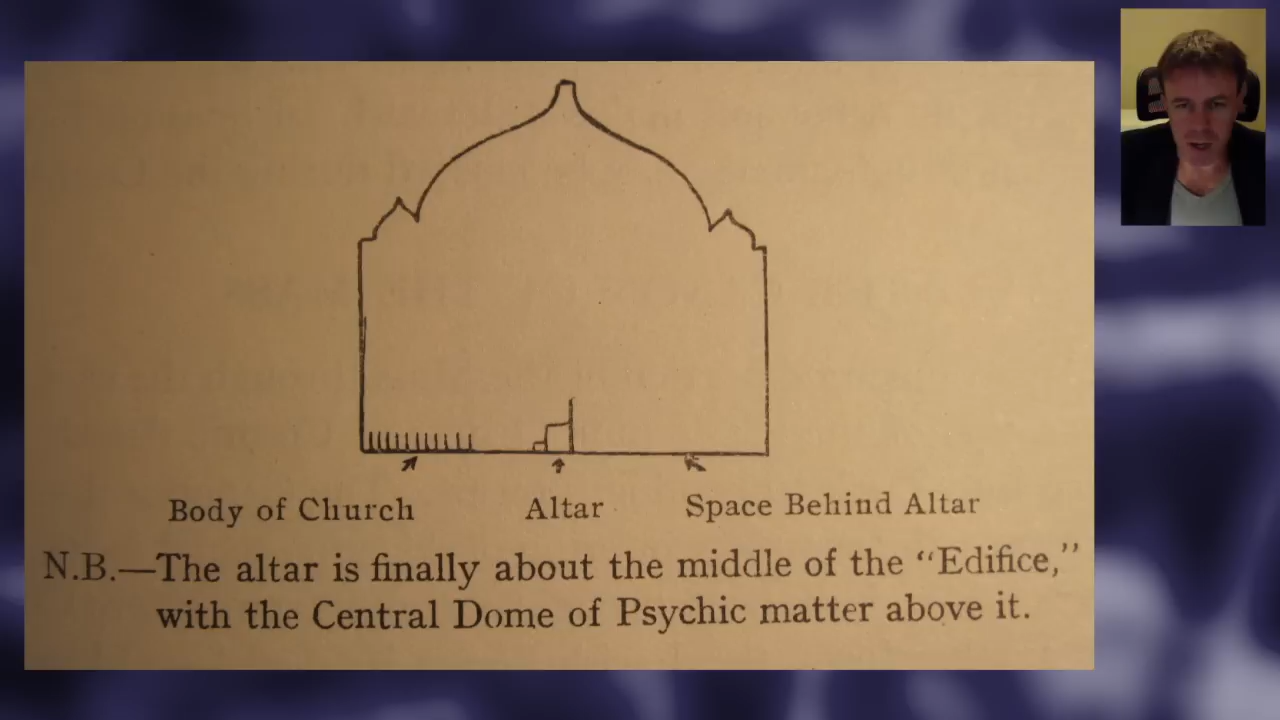 Body of Church Altar Space Behind Altar
N.B.—The altar is finally about the middle of the “Edifice,”
with the Central Dome of Psychic matter above it.